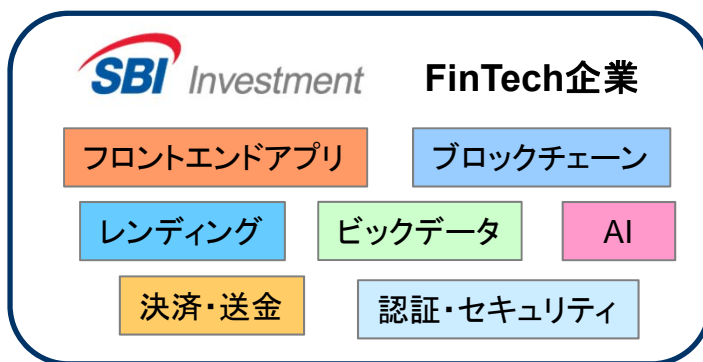 SBI Investment FinTech企業
フロントエンドアプリ ブロックチェーン
レンディング ビックデータ AI
決済・送金 認証・セキュリティ